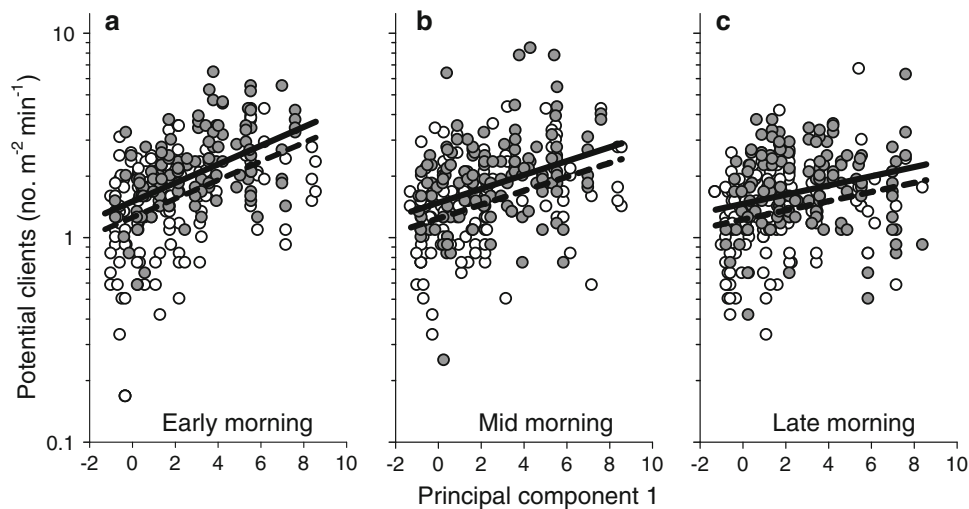 a
b
c
10
1
0.1
Potential clients (no. m⁻² min⁻¹)
Early morning
Mid morning
Late morning
-2 0 2 4 6 8 10
-2 0 2 4 6 8 10
-2 0 2 4 6 8 10
Principal component 1